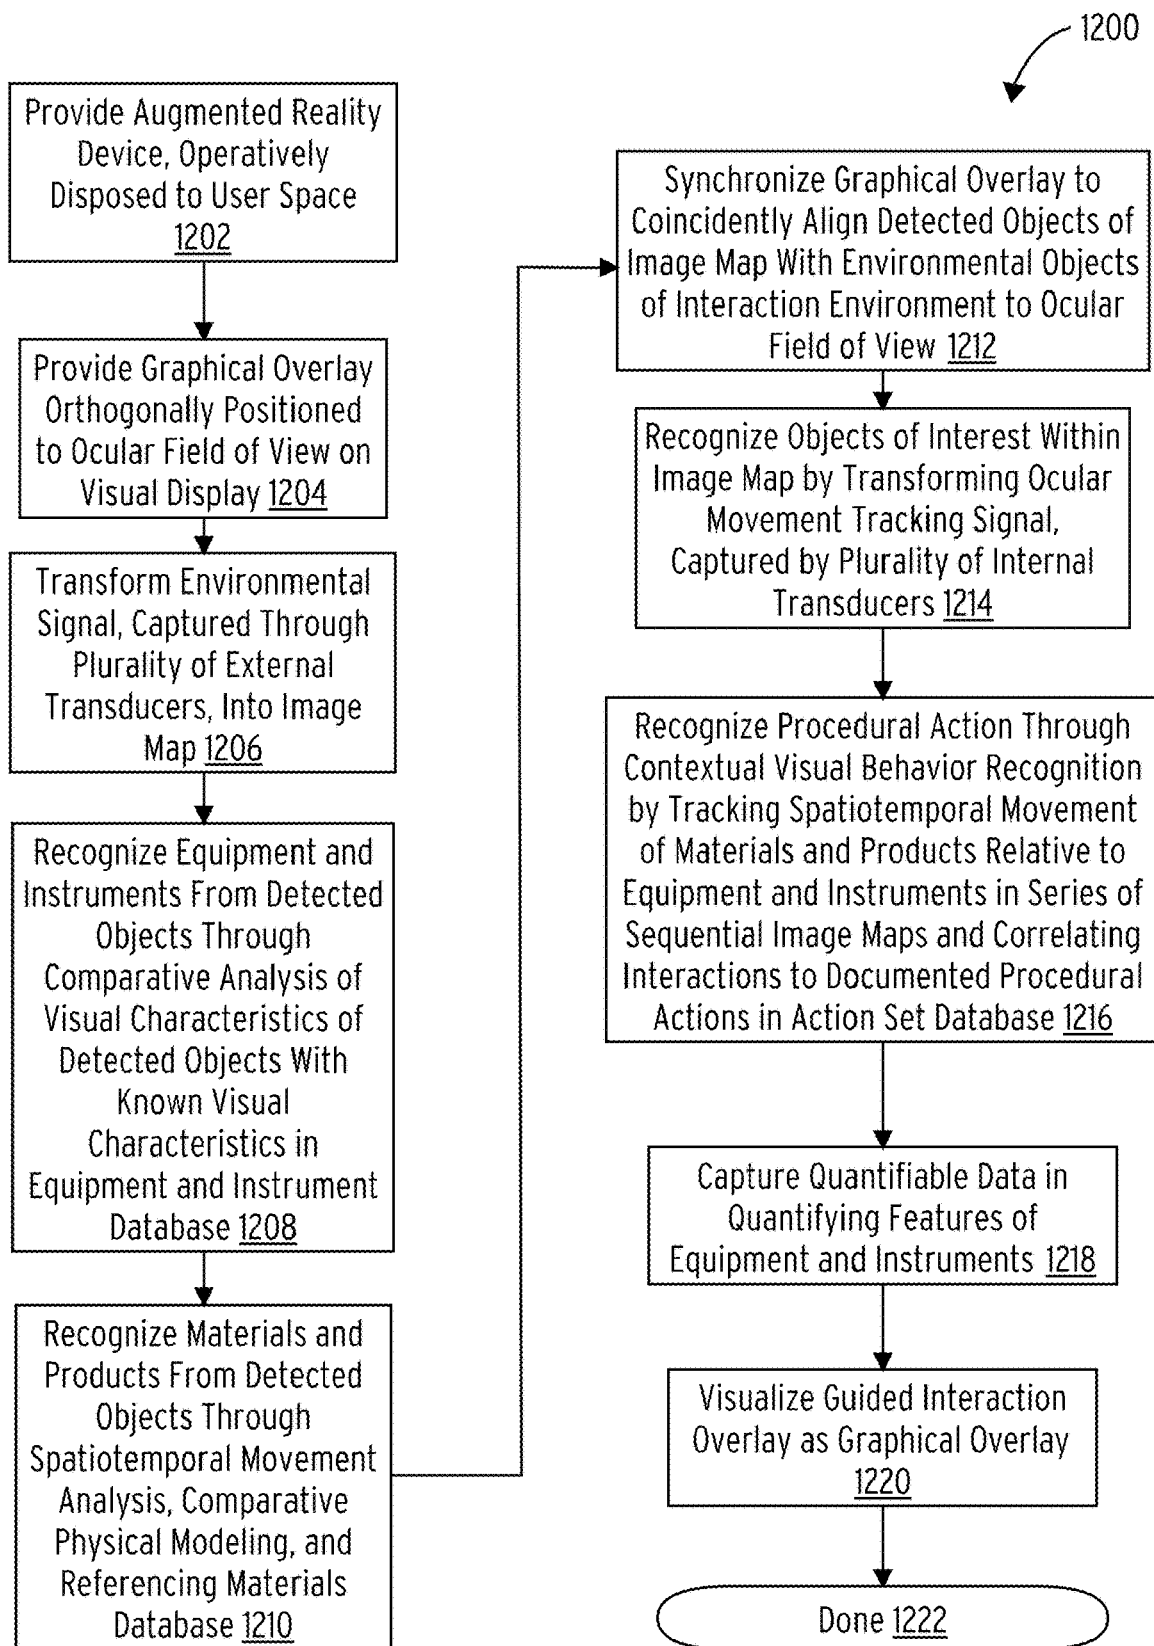 1200
Provide Augmented Reality
Device, Operatively
Disposed to User Space
1202
Provide Graphical Overlay
Orthogonally Positioned
to Ocular Field of View on
Visual Display 1204
Transform Environmental
Signal, Captured Through
Plurality of External
Transducers, Into Image
Map 1206
Recognize Equipment and
Instruments From Detected
Objects Through
Comparative Analysis of
Visual Characteristics of
Detected Objects With
Known Visual
Characteristics in
Equipment and Instrument
Database 1208
Recognize Materials and
Products From Detected
Objects Through
Spatiotemporal Movement
Analysis, Comparative
Physical Modeling, and
Referencing Materials
Database 1210
Synchronize Graphical Overlay to
Coincidently Align Detected Objects of
Image Map With Environmental Objects
of Interaction Environment to Ocular
Field of View 1212
Recognize Objects of Interest Within
Image Map by Transforming Ocular
Movement Tracking Signal,
Captured by Plurality of Internal
Transducers 1214
Recognize Procedural Action Through
Contextual Visual Behavior Recognition
by Tracking Spatiotemporal Movement
of Materials and Products Relative to
Equipment and Instruments in Series of
Sequential Image Maps and Correlating
Interactions to Documented Procedural
Actions in Action Set Database 1216
Capture Quantifiable Data in
Quantifying Features of
Equipment and Instruments 1218
Visualize Guided Interaction
Overlay as Graphical Overlay
1220
Done 1222